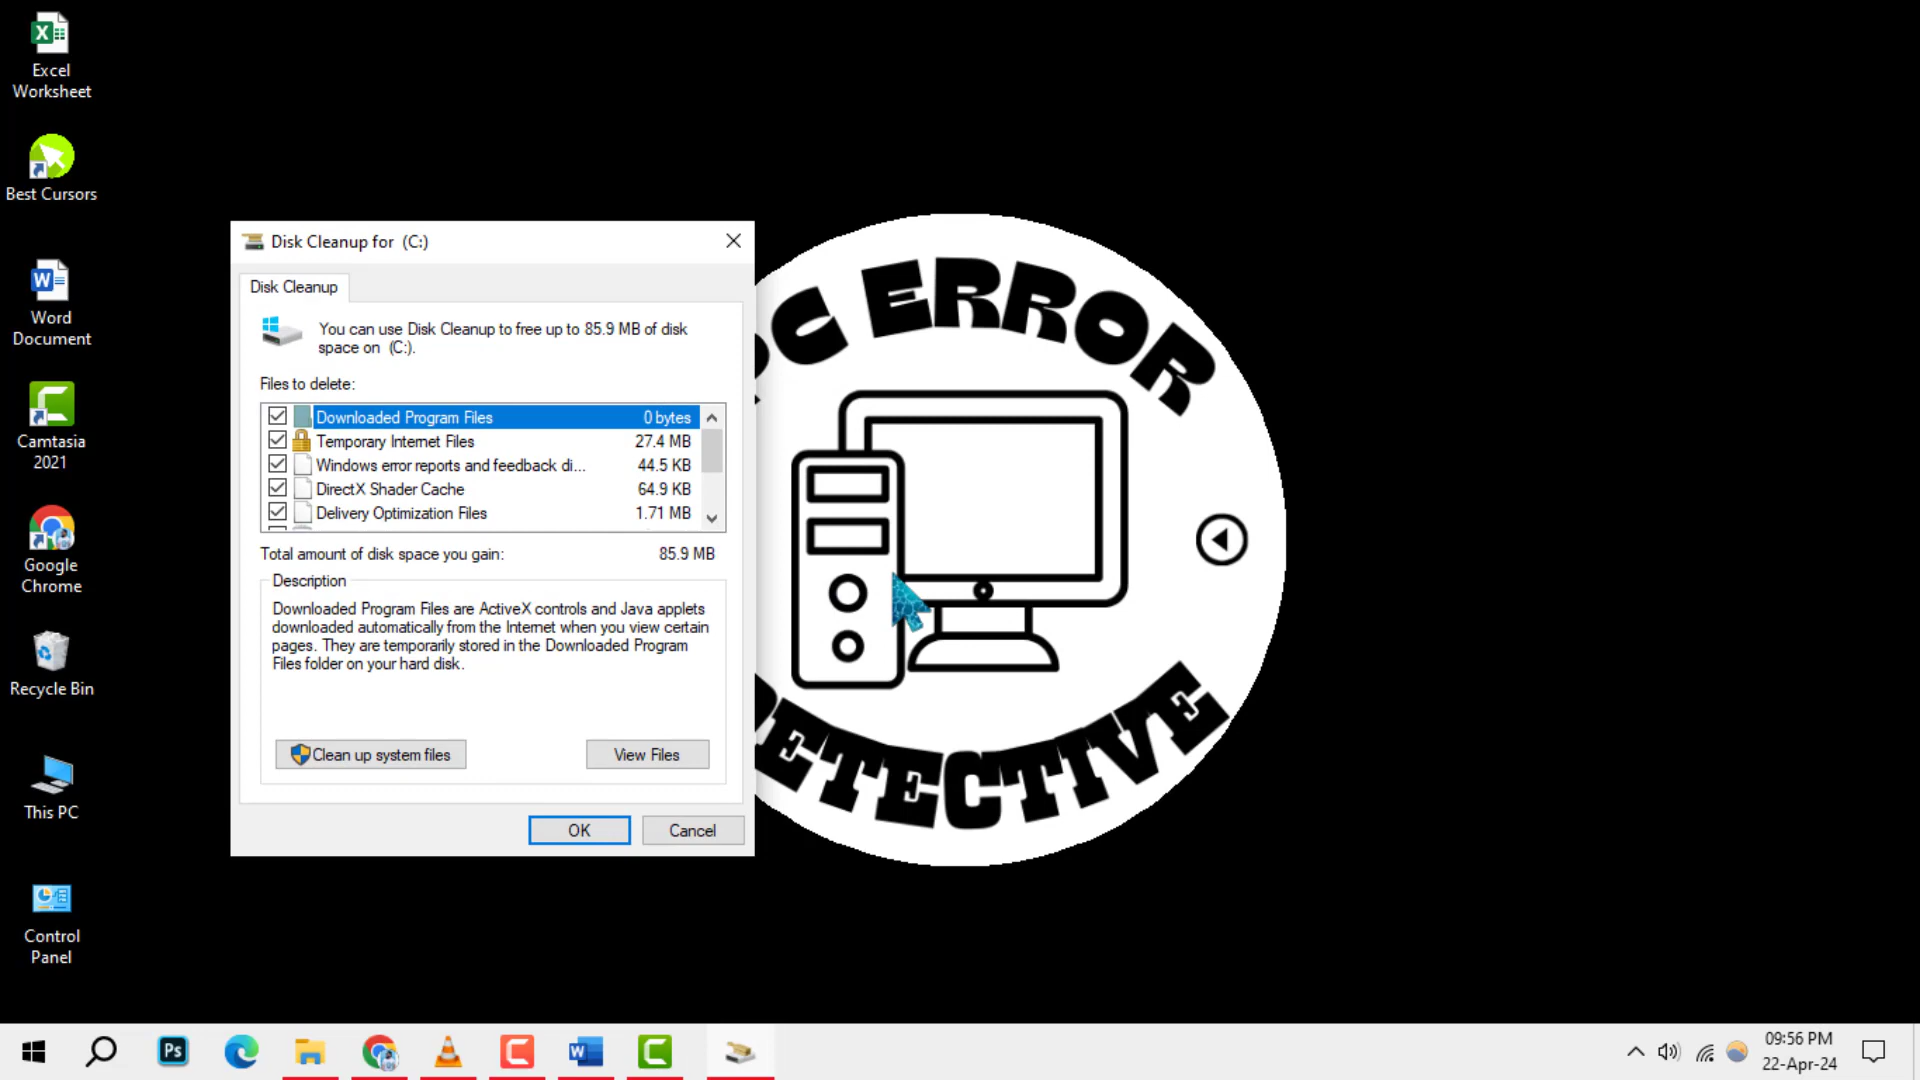 Excel
Worksheet
Best Cursors
Word
Document
Camtasia
2021
Google
Chrome
Recycle Bin
This PC
Control
Panel
Disk Cleanup for (C:)
Disk Cleanup
You can use Disk Cleanup to free up to 85.9 MB of disk
space on (C:).
Files to delete:
Downloaded Program Files 0 bytes
Temporary Internet Files 27.4 MB
Windows error reports and feedback di... 44.5 KB
DirectX Shader Cache 64.9 KB
Delivery Optimization Files 1.71 MB
Total amount of disk space you gain: 85.9 MB
Description
Downloaded Program Files are ActiveX controls and Java applets
downloaded automatically from the Internet when you view certain
pages. They are temporarily stored in the Downloaded Program
Files folder on your hard disk.
Clean up system files
View Files
OK
Cancel
PC ERROR
DETECTIVE
Ps
09:56 PM
22-Apr-24